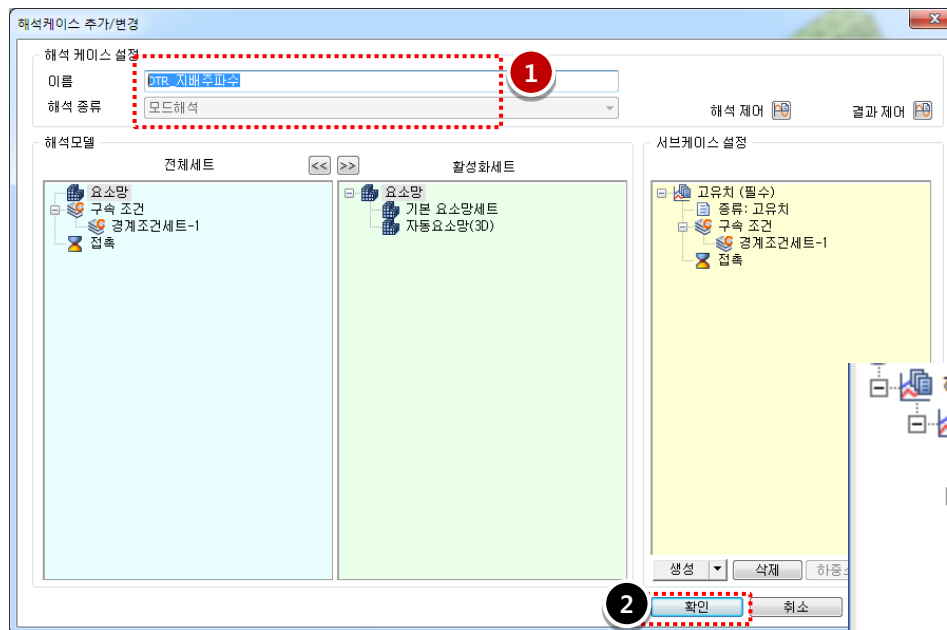 해석케이스 추가/변경
해석 케이스 설정
이름
DTR_지배주파수
1
해석 종류
모드해석
해석 제어
결과 제어
해석모델
전체세트
<<
>>
활성화세트
서브케이스 설정
요소망
구속 조건
경계조건세트-1
접촉
요소망
기본 요소망세트
자동요소망(3D)
고유치 (필수)
종류: 고유치
구속 조건
경계조건세트-1
접촉
생성
삭제
2
확인
취소